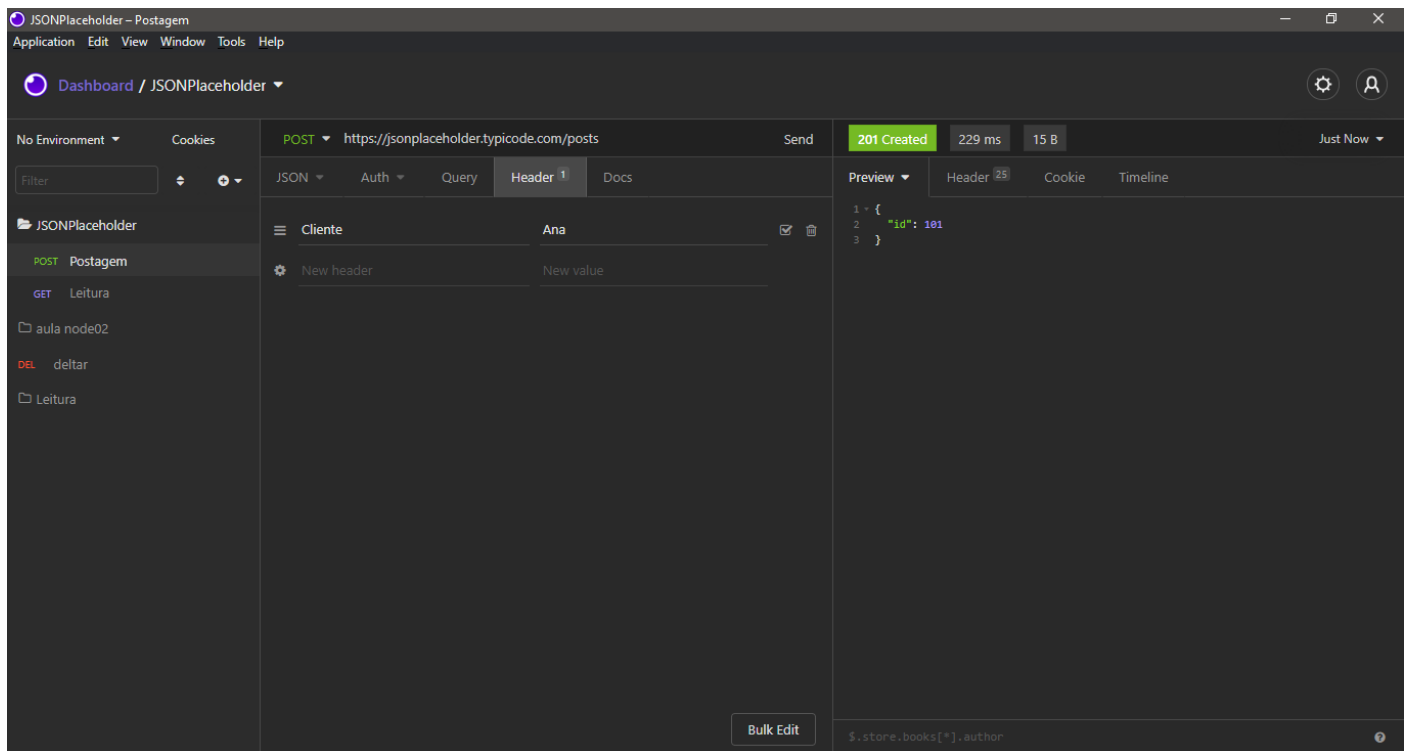 JSONPlaceholder – Postagem
Application Edit View Window Tools Help
Dashboard / JSONPlaceholder
No Environment Cookies
Filter
JSONPlaceholder
POST Postagem
GET Leitura
aula node02
DEL deltar
Leitura
POST https://jsonplaceholder.typicode.com/posts Send
JSON Auth Query Header 1 Docs
Cliente Ana
New header New value
Bulk Edit
201 Created 229 ms 15 B Just Now
Preview Header 25 Cookie Timeline
1 {
2 "id": 101
3 }
$.store.books[*].author